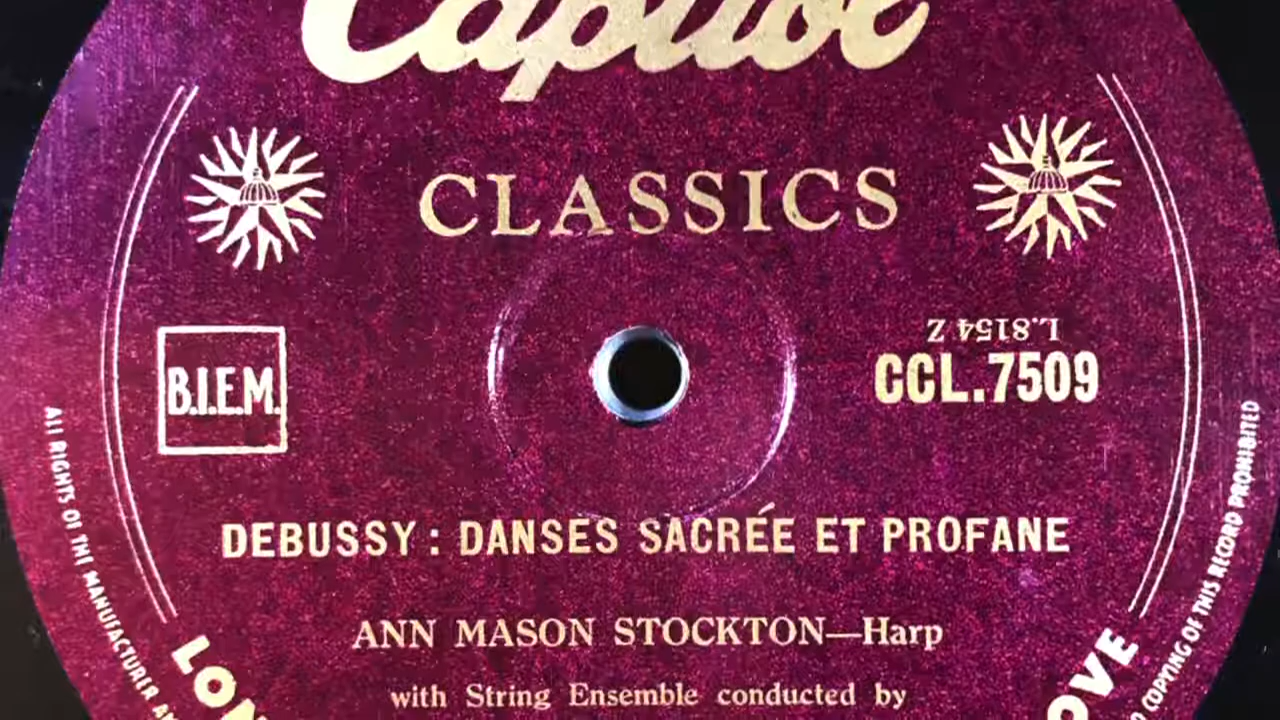 Capitol
CLASSICS
L.8154 Z
B.I.E.M.
CCL.7509
DEBUSSY : DANSES SACRÉE ET PROFANE
ANN MASON STOCKTON—Harp
with String Ensemble conducted by
ALL RIGHTS OF THE MANUFACTURER
COPYING OF THIS RECORD PROHIBITED